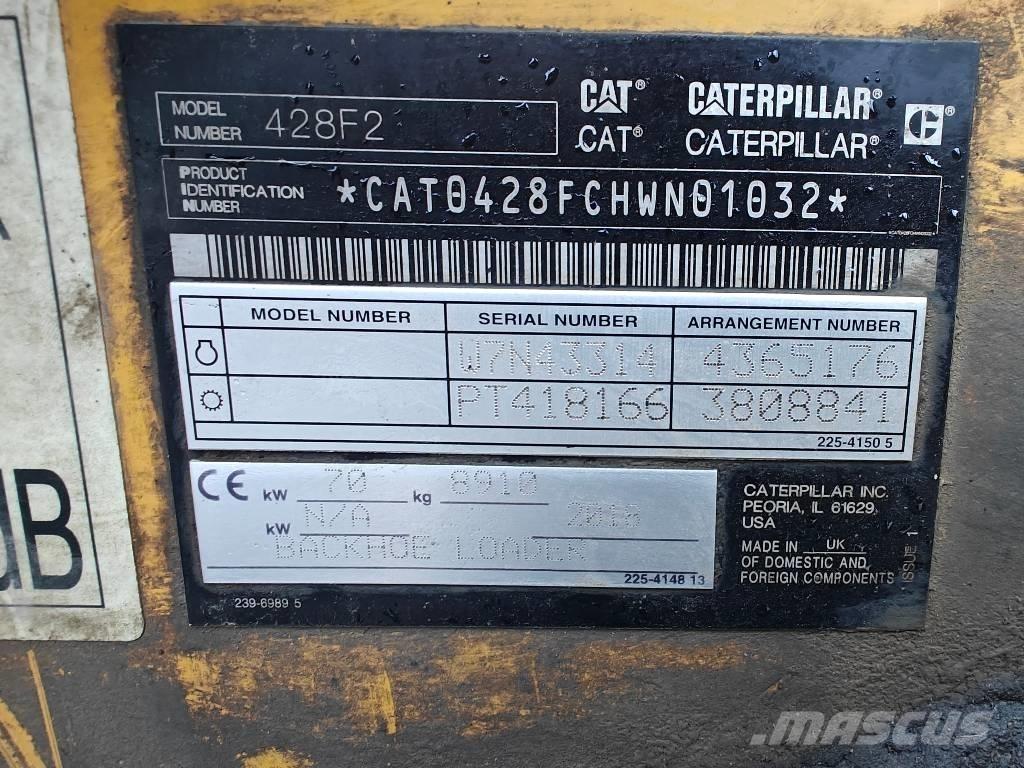 MODEL NUMBER 428F2
CAT® CATERPILLAR®
CAT® CATERPILLAR®
PRODUCT IDENTIFICATION NUMBER *CAT0428FCHWN01032*
MODEL NUMBER SERIAL NUMBER ARRANGEMENT NUMBER
W7N43314 4365176
PT418166 3808841
225-4150 5
CE kW 70 kg 8910
kW N/A 2016
BACKHOE LOADER
225-4148 13
239-6989 5
CATERPILLAR INC.
PEORIA, IL 61629
USA
MADE IN UK
OF DOMESTIC AND
FOREIGN COMPONENTS
ISSUE 1
dB
MASCUS